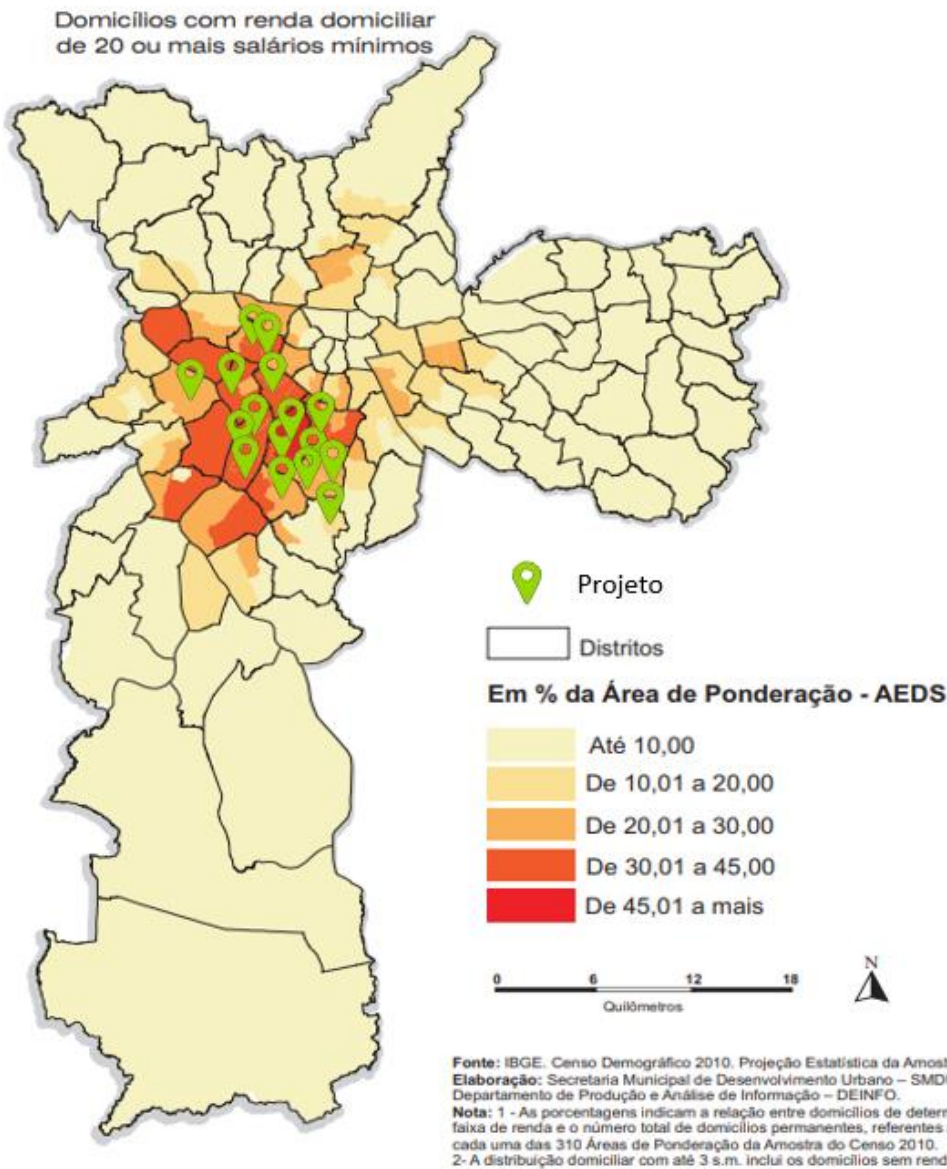 Domicílios com renda domiciliar
de 20 ou mais salários mínimos
Projeto
Distritos
Em % da Área de Ponderação - AEDS
Até 10,00
De 10,01 a 20,00
De 20,01 a 30,00
De 30,01 a 45,00
De 45,01 a mais
0 6 12 18
Quilômetros
N
Fonte: IBGE. Censo Demográfico 2010. Projeção Estatística da Amost
Elaboração: Secretaria Municipal de Desenvolvimento Urbano – SMD
Departamento de Produção e Análise de Informação – DEINFO.
Nota: 1 - As porcentagens indicam a relação entre domicílios de determ
faixa de renda e o número total de domicílios permanentes, referentes
cada uma das 310 Áreas de Ponderação da Amostra do Censo 2010.
2- A distribuição domiciliar com até 3 s.m. inclui os domicílios sem rend